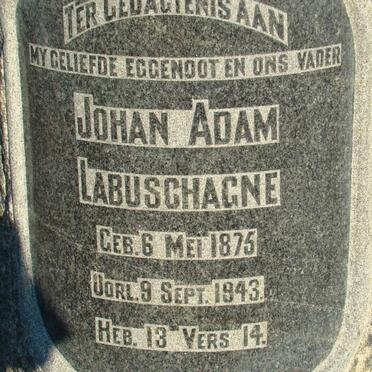 TER GEDAGTENIS AAN
MY GELIEFDE EGGENOOT EN ONS VADER
JOHAN ADAM
LABUSCHAGNE
GEB. 6 MEI 1875
OORL. 9 SEPT. 1943.
HEB. 13 VERS 14.